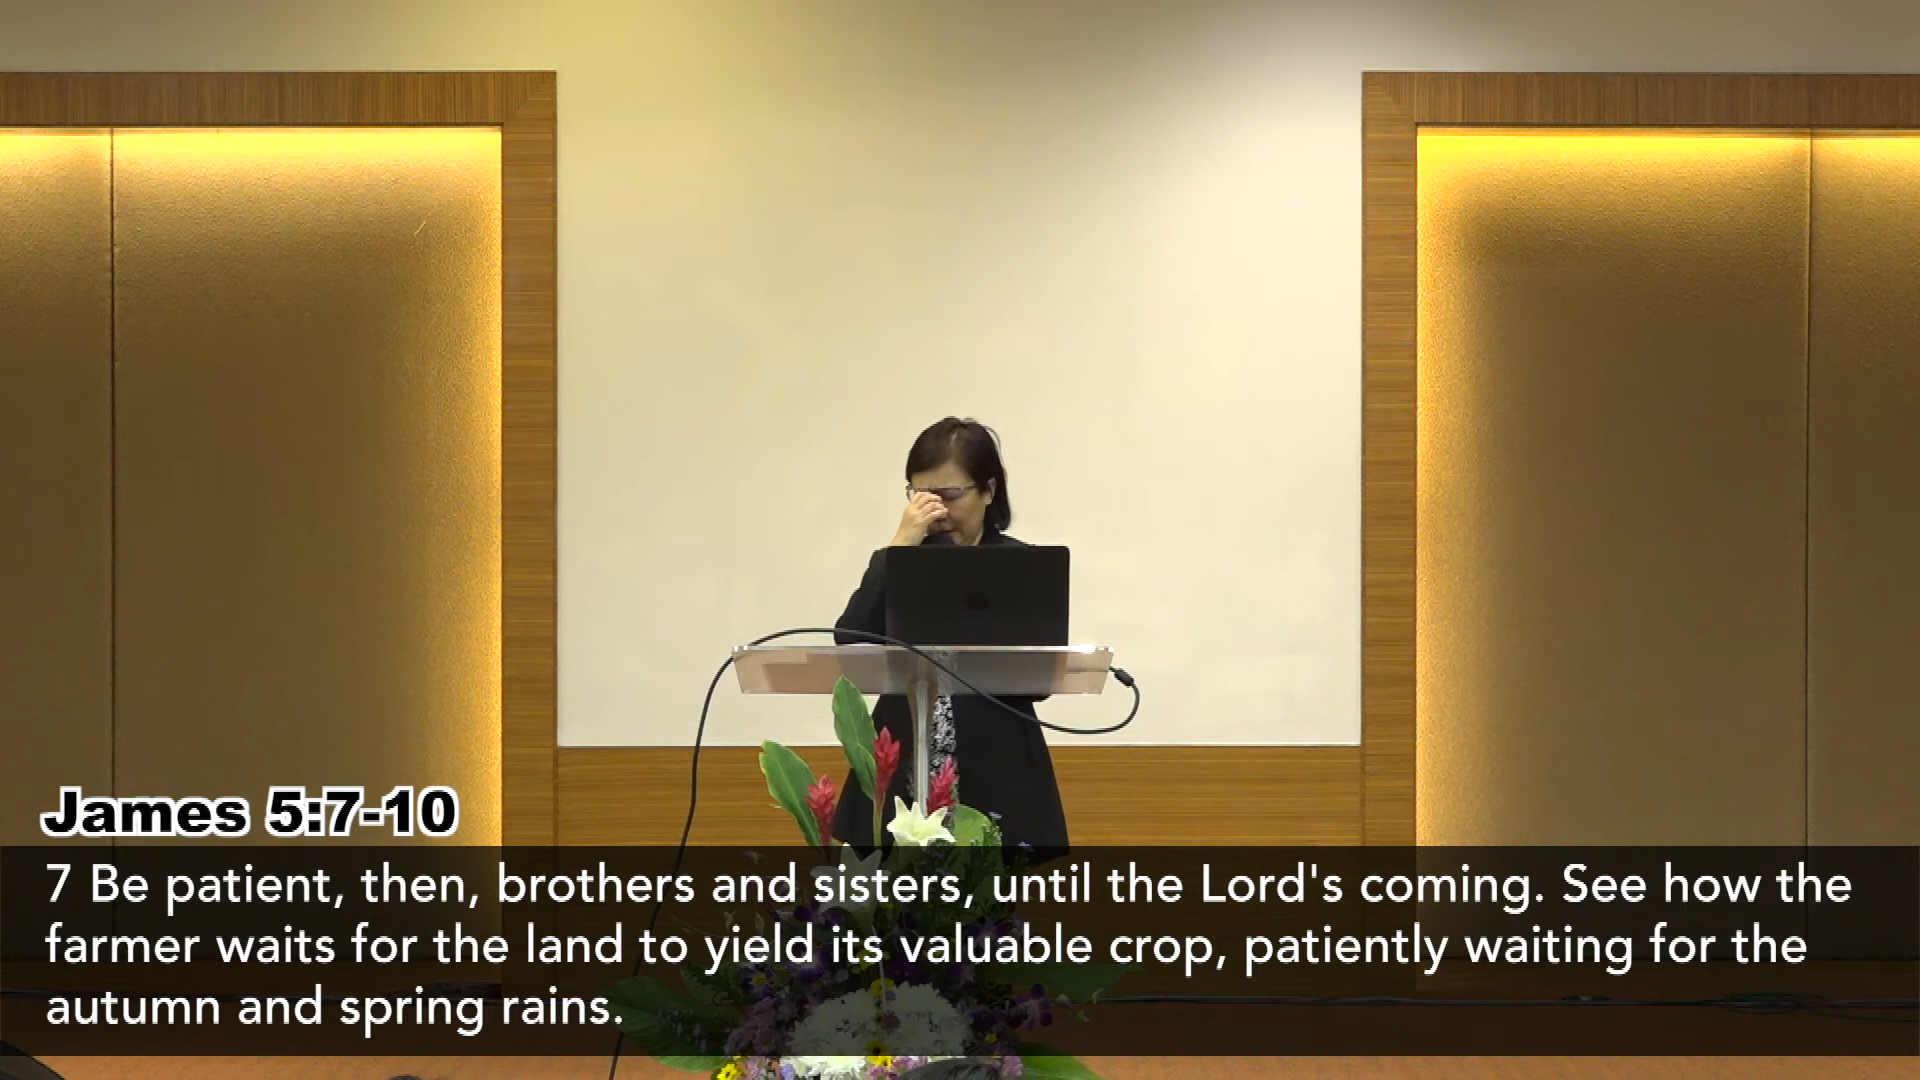 James 5:7-10
7 Be patient, then, brothers and sisters, until the Lord's coming. See how the
farmer waits for the land to yield its valuable crop, patiently waiting for the
autumn and spring rains.